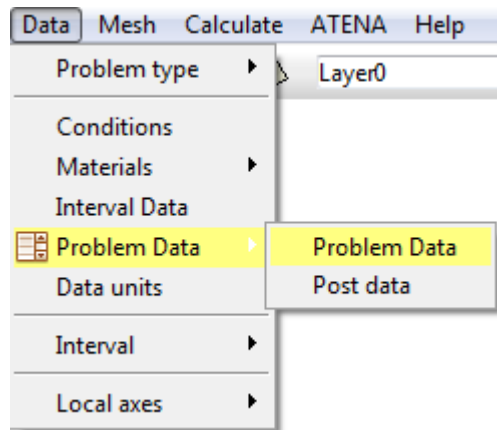 Data Mesh Calculate ATENA Help
Problem type Layer0
Conditions
Materials
Interval Data
Problem Data Problem Data
Data units Post data
Interval
Local axes